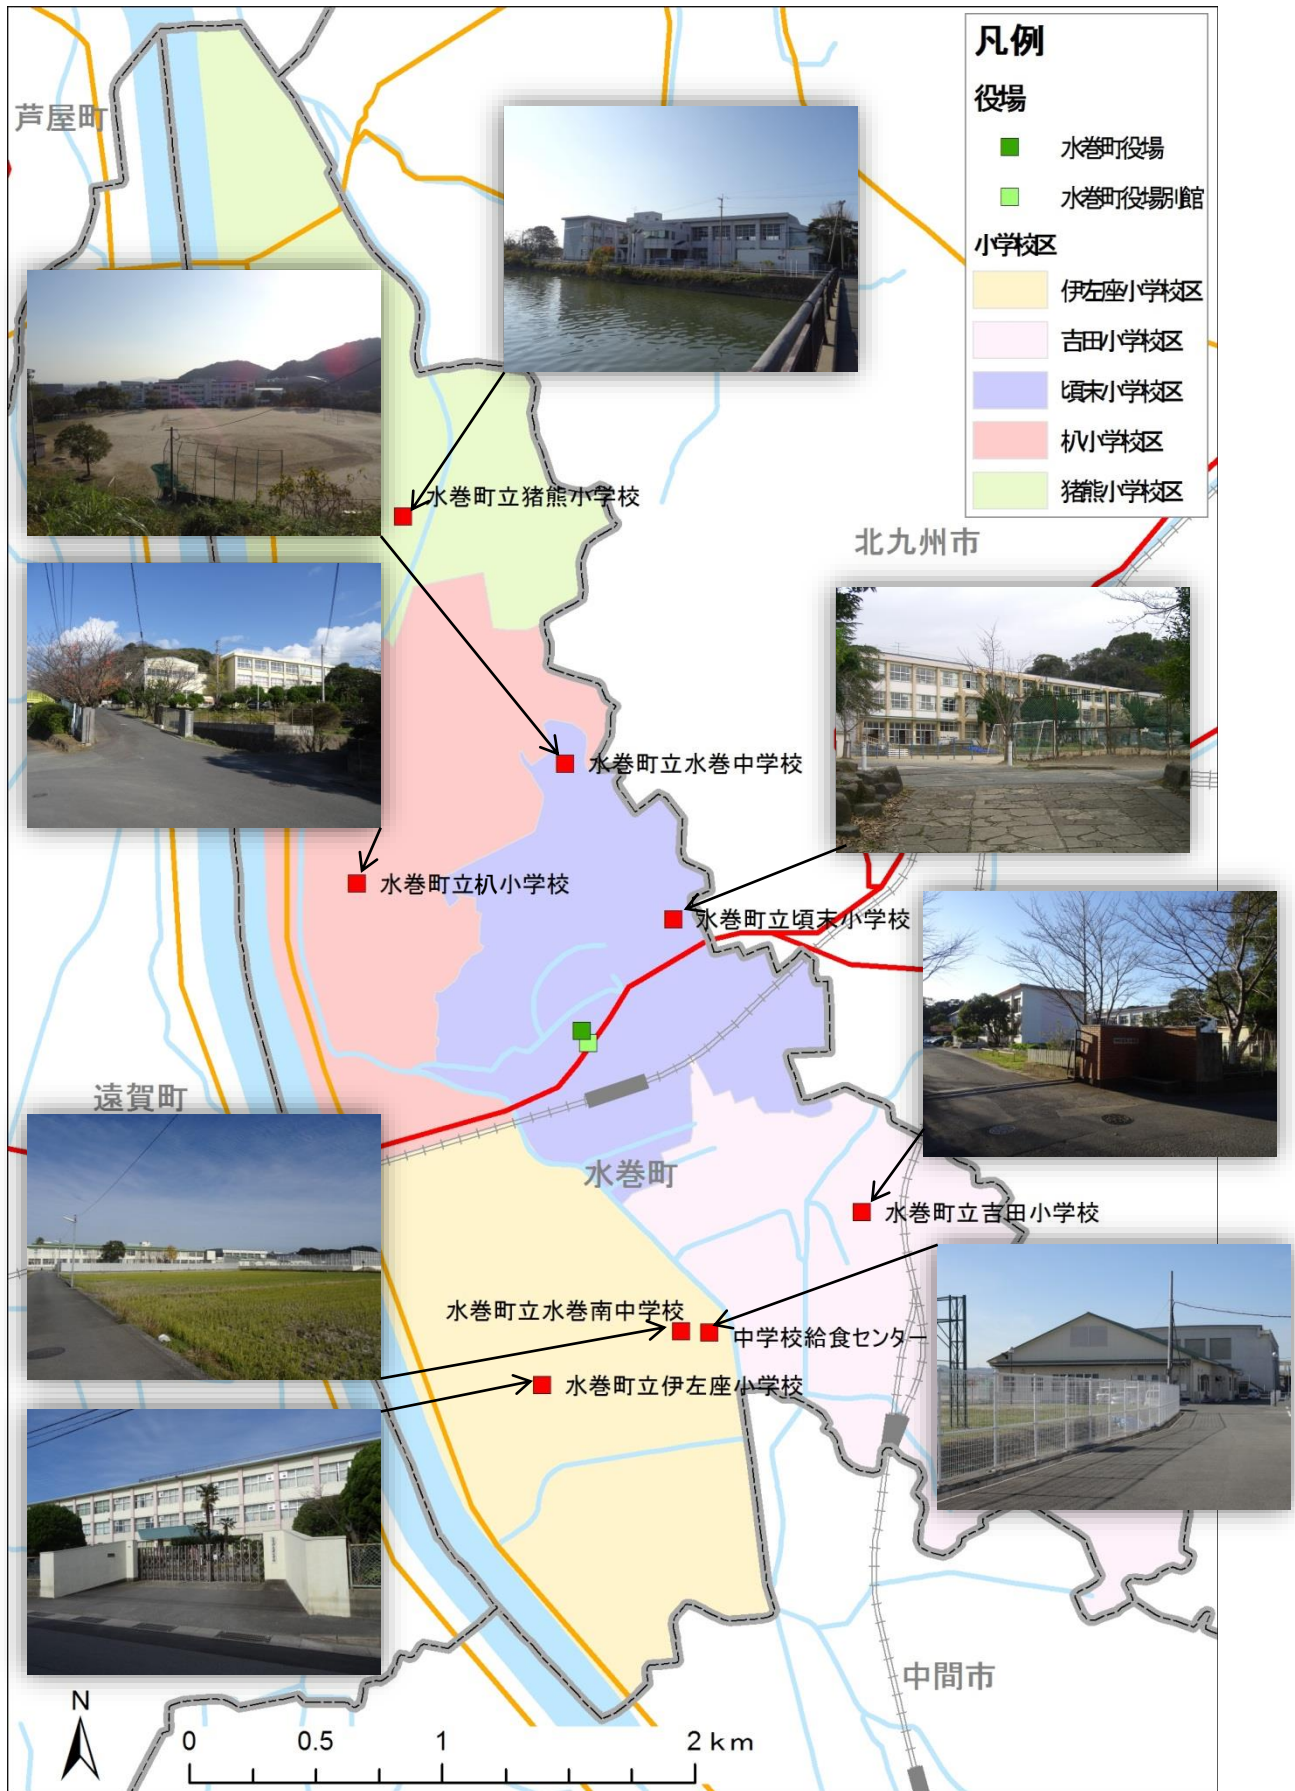 凡例
役場
水巻町役場
水巻町役場別館
小学校区
伊左座小学校区
吉田小学校区
頃末小学校区
朳小学校区
猪熊小学校区
芦屋町
水巻町立猪熊小学校
北九州市
水巻町立水巻中学校
水巻町立朳小学校
水巻町立頃末小学校
遠賀町
水巻町
水巻町立吉田小学校
水巻町立水巻南中学校
中学校給食センター
水巻町立伊左座小学校
中間市
N
0 0.5 1 2 km